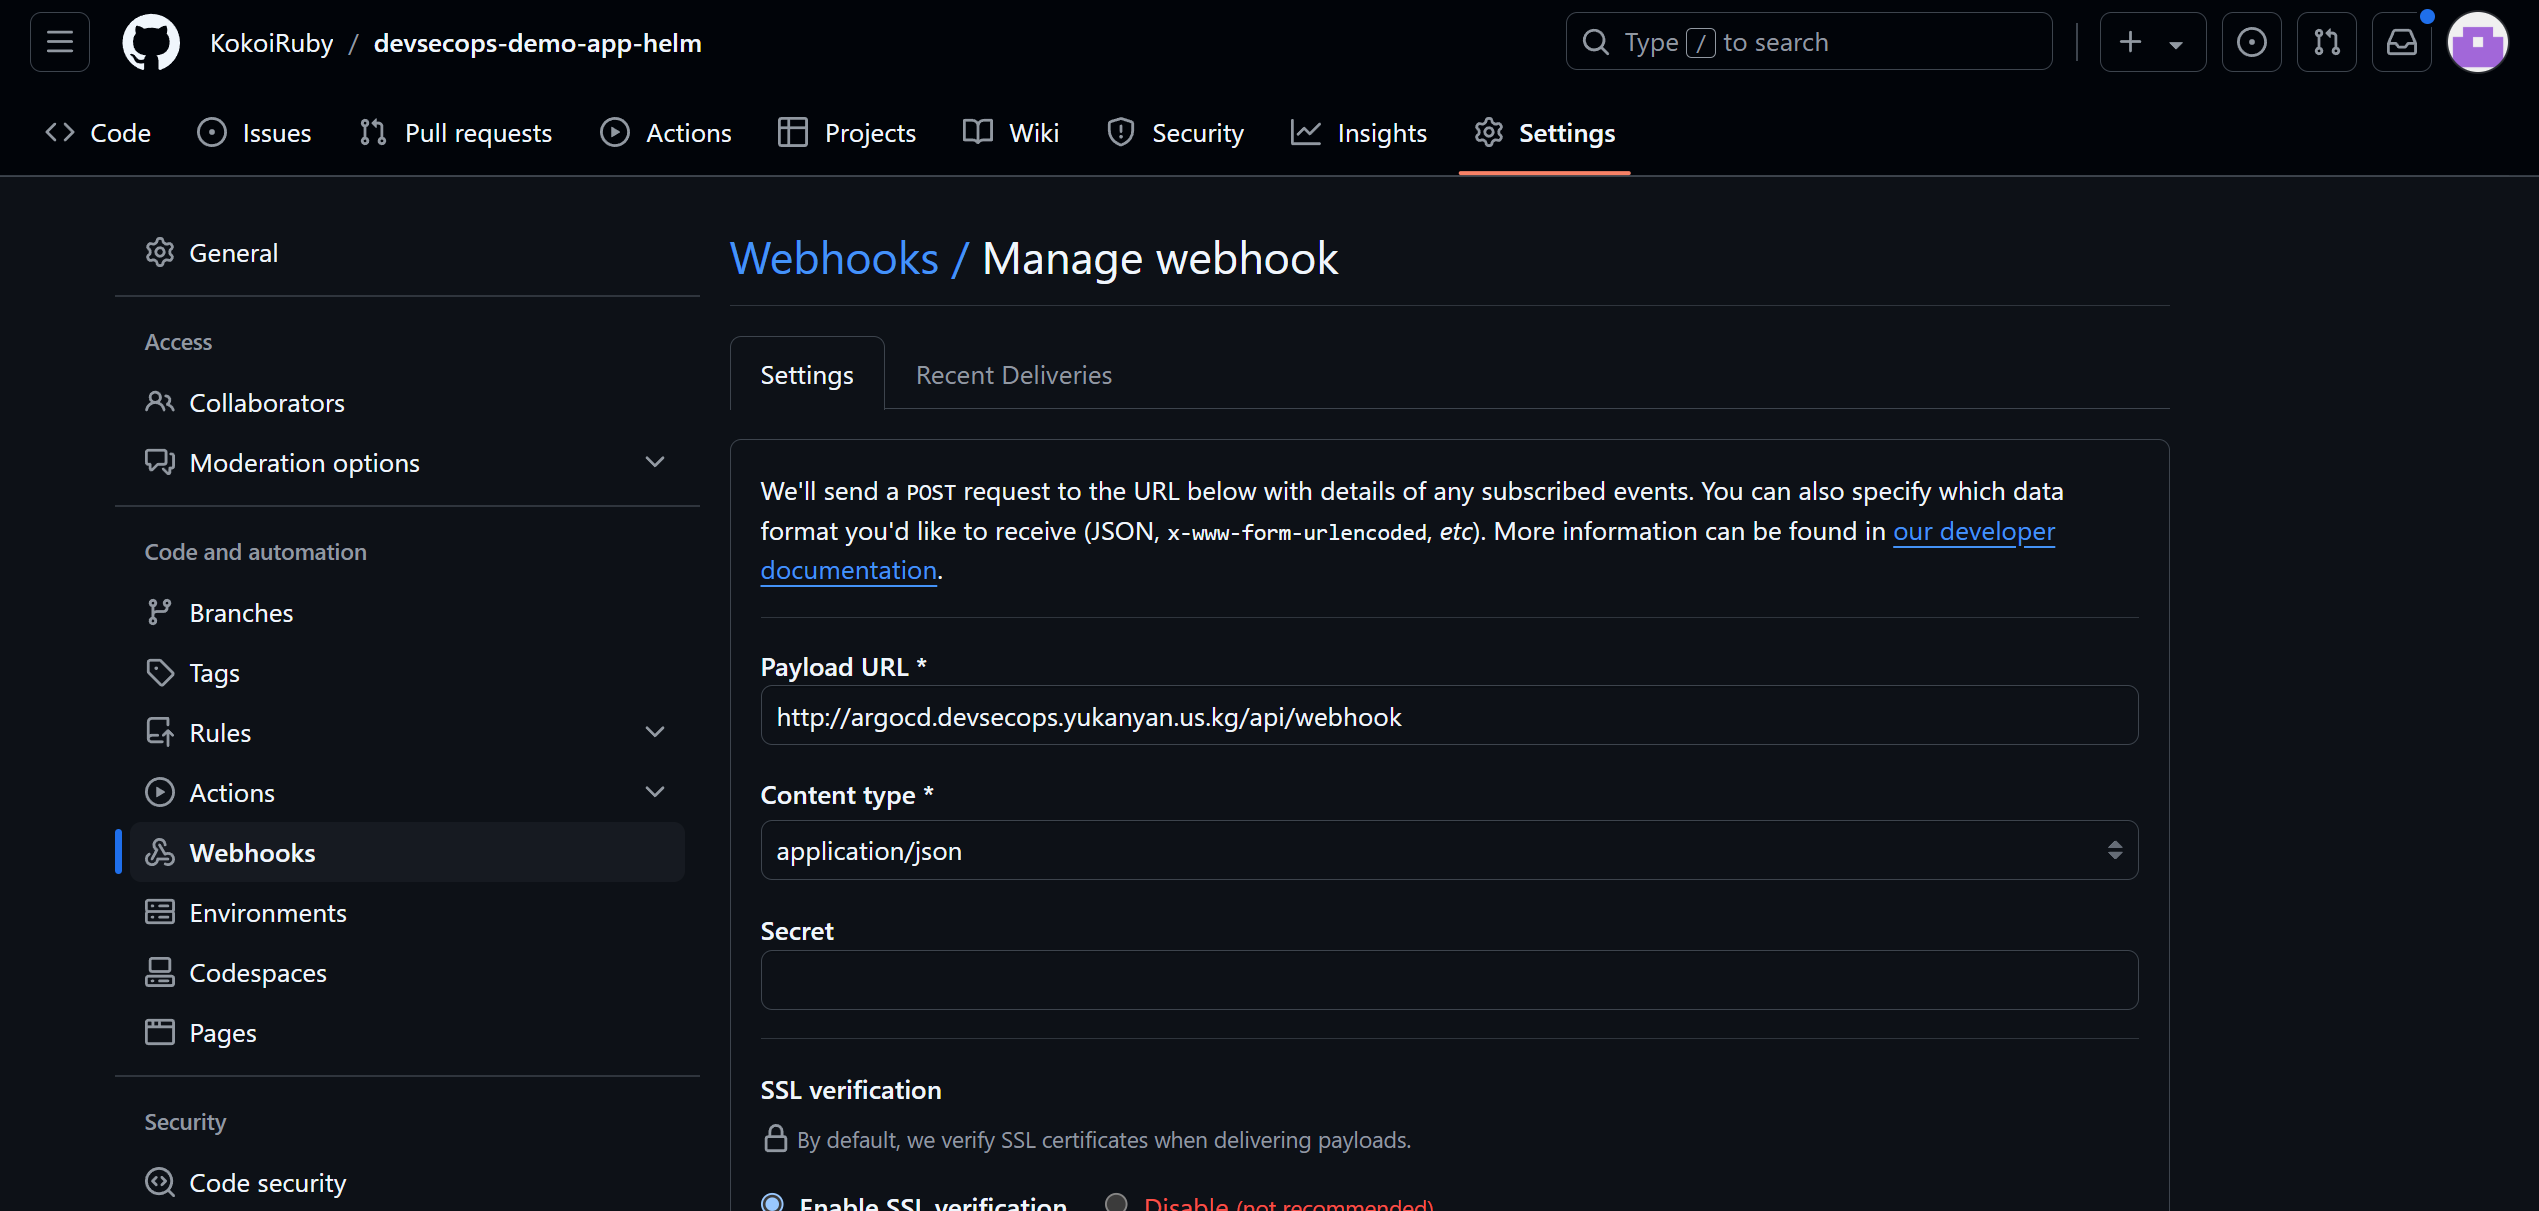 KokoiRuby / devsecops-demo-app-helm
Type / to search
Code
Issues
Pull requests
Actions
Projects
Wiki
Security
Insights
Settings
General
Access
Collaborators
Moderation options
Code and automation
Branches
Tags
Rules
Actions
Webhooks
Environments
Codespaces
Pages
Security
Code security
Webhooks / Manage webhook
Settings
Recent Deliveries
We'll send a POST request to the URL below with details of any subscribed events. You can also specify which data
format you'd like to receive (JSON, x-www-form-urlencoded, etc). More information can be found in our developer
documentation.
Payload URL *
http://argocd.devsecops.yukanyan.us.kg/api/webhook
Content type *
application/json
Secret
SSL verification
By default, we verify SSL certificates when delivering payloads.
Enable SSL verification
Disable (not recommended)